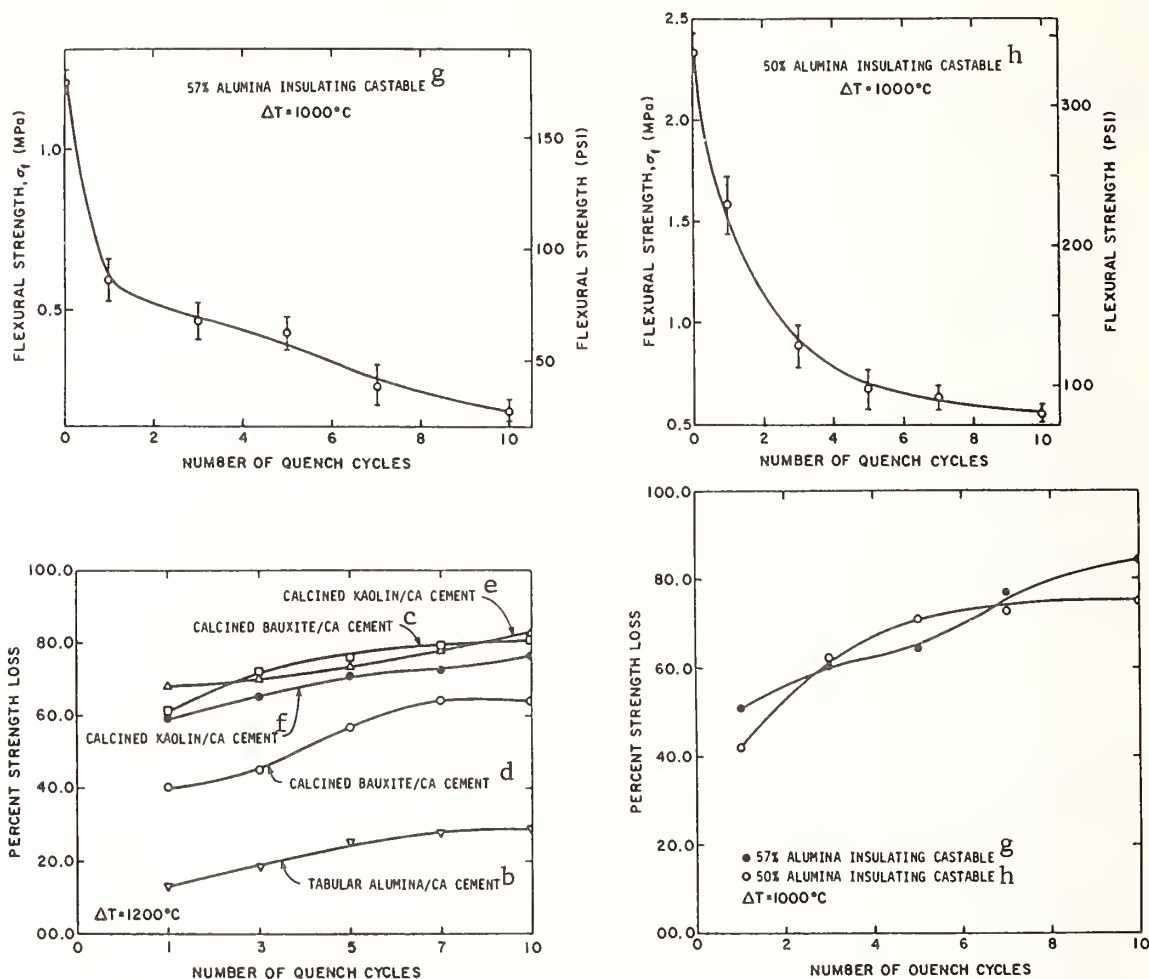 57% ALUMINA INSULATING CASTABLE g
ΔT=1000°C
FLEXURAL STRENGTH, σf (MPa)
1.0
0.5
FLEXURAL STRENGTH (PSI)
150
100
50
0 2 4 6 8 10
NUMBER OF QUENCH CYCLES
50% ALUMINA INSULATING CASTABLE h
ΔT=1000°C
FLEXURAL STRENGTH, σf (MPa)
2.5
2.0
1.5
1.0
0.5
FLEXURAL STRENGTH (PSI)
300
200
100
0 2 4 6 8 10
NUMBER OF QUENCH CYCLES
PERCENT STRENGTH LOSS
100.0
80.0
60.0
40.0
20.0
00.0
CALCINED KAOLIN/CA CEMENT e
CALCINED BAUXITE/CA CEMENT c
CALCINED KAOLIN/CA CEMENT f
CALCINED BAUXITE/CA CEMENT d
TABULAR ALUMINA/CA CEMENT b
ΔT=1200°C
1 3 5 7 10
NUMBER OF QUENCH CYCLES
PERCENT STRENGTH LOSS
100.0
80.0
60.0
40.0
20.0
00.0
57% ALUMINA INSULATING CASTABLE g
50% ALUMINA INSULATING CASTABLE h
ΔT=1000°C
0 2 4 6 8 10
NUMBER OF QUENCH CYCLES